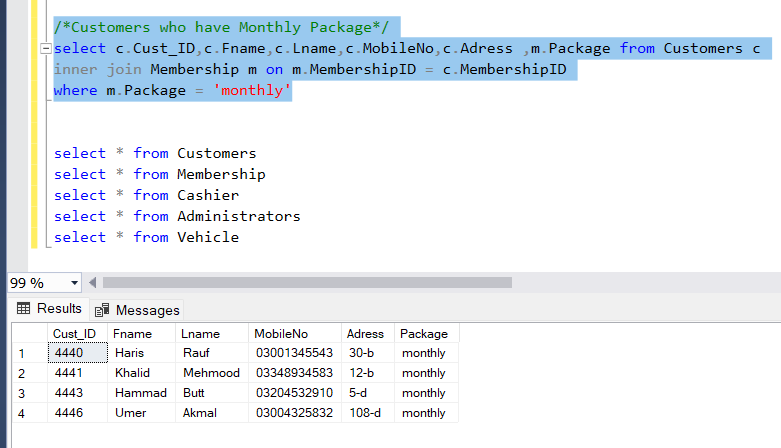 /*Customers who have Monthly Package*/
select c.Cust_ID,c.Fname,c.Lname,c.MobileNo,c.Adress ,m.Package from Customers c
inner join Membership m on m.MembershipID = c.MembershipID
where m.Package = 'monthly'
select * from Customers
select * from Membership
select * from Cashier
select * from Administrators
select * from Vehicle
99 %
Results Messages
Cust_ID Fname Lname MobileNo Adress Package
1 4440 Haris Rauf 03001345543 30-b monthly
2 4441 Khalid Mehmood 03348934583 12-b monthly
3 4443 Hammad Butt 03204532910 5-d monthly
4 4446 Umer Akmal 03004325832 108-d monthly